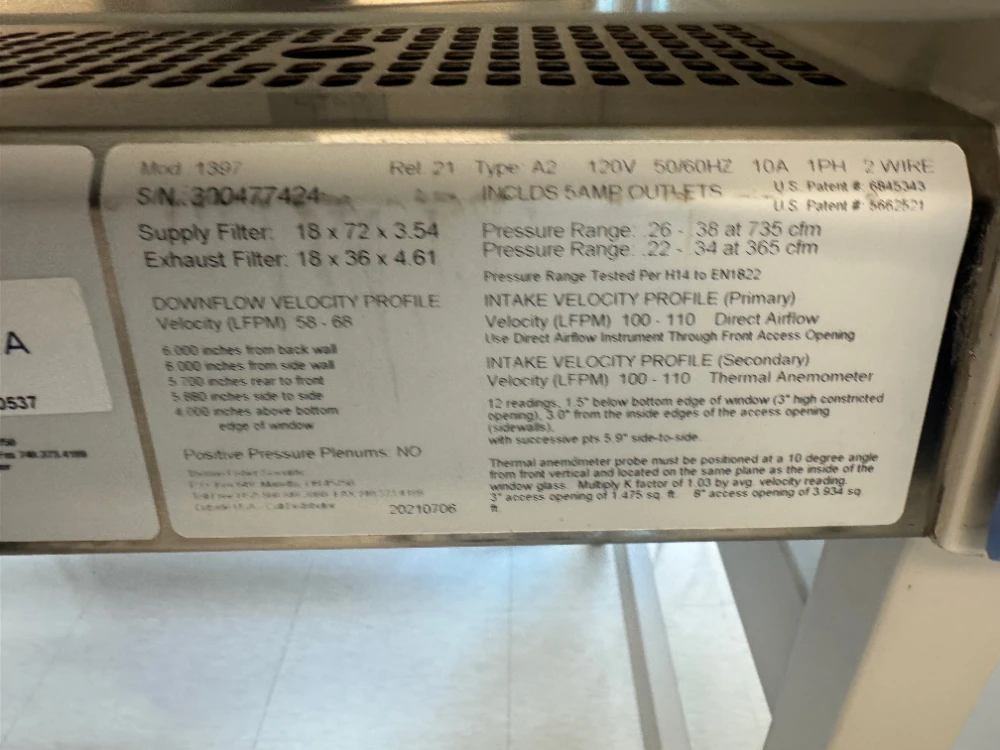 A
0537
Mod. 1397 Rel. 21 Type: A2 120V 50/60HZ 10A 1PH 2 WIRE
S/N.: 300477424 INCLDS 5AMP OUTLETS U.S. Patent #: 6845343
U.S. Patent #: 5662521
Supply Filter: 18 x 72 x 3.54 Pressure Range: .26 - .38 at 735 cfm
Exhaust Filter: 18 x 36 x 4.61 Pressure Range: .22 - .34 at 365 cfm
Pressure Range Tested Per H14 to EN1822
DOWNFLOW VELOCITY PROFILE
Velocity (LFPM) 58 - 68
6.000 inches from back wall
6.000 inches from side wall
5.700 inches rear to front
5.880 inches side to side
4.000 inches above bottom
edge of window
Positive Pressure Plenums: NO
20210706
INTAKE VELOCITY PROFILE (Primary)
Velocity (LFPM) 100 - 110 Direct Airflow
Use Direct Airflow Instrument Through Front Access Opening
INTAKE VELOCITY PROFILE (Secondary)
Velocity (LFPM) 100 - 110 Thermal Anemometer
12 readings, 1.5" below bottom edge of window (3" high constricted
opening), 3.0" from the inside edges of the access opening
(sidewalls),
with successive pts 5.9" side-to-side.
Thermal anemometer probe must be positioned at a 10 degree angle
from front vertical and located on the same plane as the inside of the
window glass. Multiply K factor of 1.03 by avg. velocity reading.
3" access opening of 1.475 sq. ft. 8" access opening of 3.934 sq.
ft.